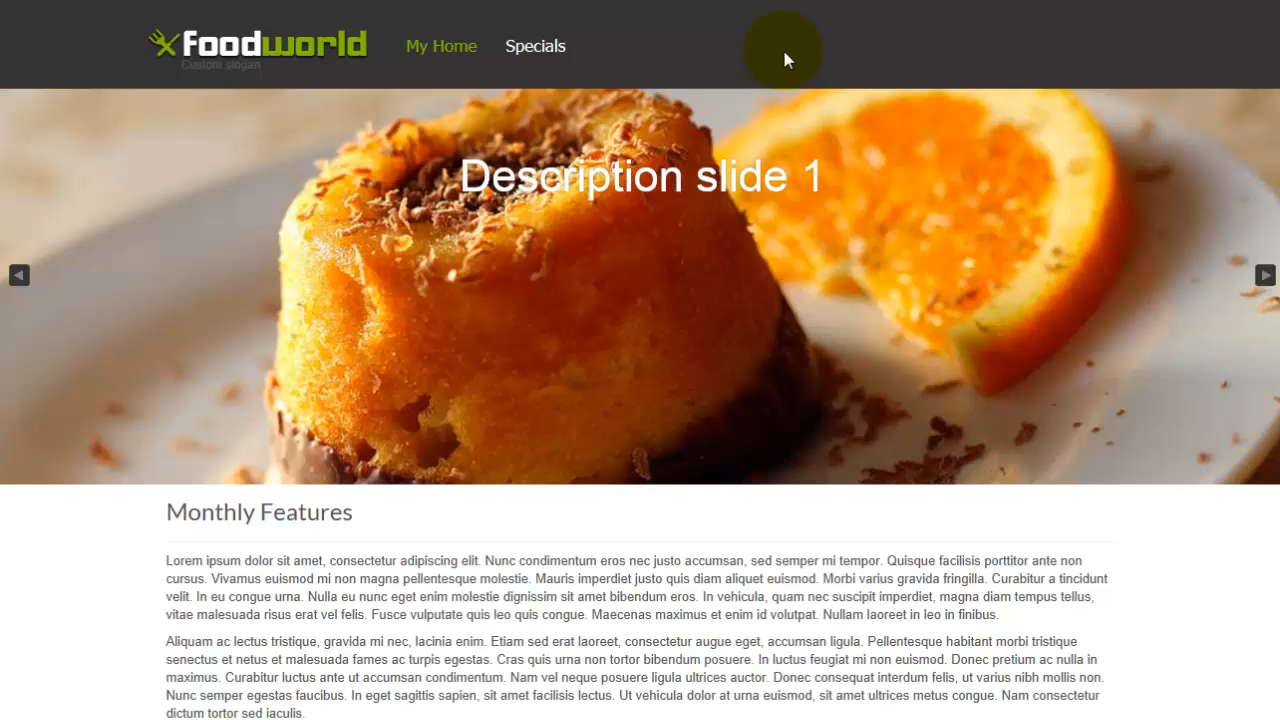 foodworld
Custom slogan
My Home
Specials
Description slide 1
Monthly Features
Lorem ipsum dolor sit amet, consectetur adipiscing elit. Nunc condimentum eros nec justo accumsan, sed semper mi tempor. Quisque facilisis porttitor ante non
cursus. Vivamus euismod mi non magna pellentesque molestie. Mauris imperdiet justo quis diam aliquet euismod. Morbi varius gravida fringilla. Curabitur a tincidunt
velit. In eu congue urna. Nulla eu nunc eget enim molestie dignissim sit amet bibendum eros. In vehicula, quam nec suscipit imperdiet, magna diam tempus tellus,
vitae malesuada risus erat vel felis. Fusce vulputate quis leo quis congue. Maecenas maximus et enim id volutpat. Nullam laoreet in leo in finibus.
Aliquam ac lectus tristique, gravida mi nec, lacinia enim. Etiam sed erat laoreet, consectetur augue eget, accumsan ligula. Pellentesque habitant morbi tristique
senectus et netus et malesuada fames ac turpis egestas. Cras quis urna non tortor bibendum posuere. In luctus feugiat mi non euismod. Donec pretium ac nulla in
maximus. Curabitur luctus ante ut accumsan condimentum. Nam vel neque posuere ligula ultrices auctor. Donec consequat interdum felis, ut varius nibh mollis non.
Nunc semper egestas faucibus. In eget sagittis sapien, sit amet facilisis lectus. Ut vehicula dolor at urna euismod, sit amet ultrices metus congue. Nam consectetur
dictum tortor sed iaculis.